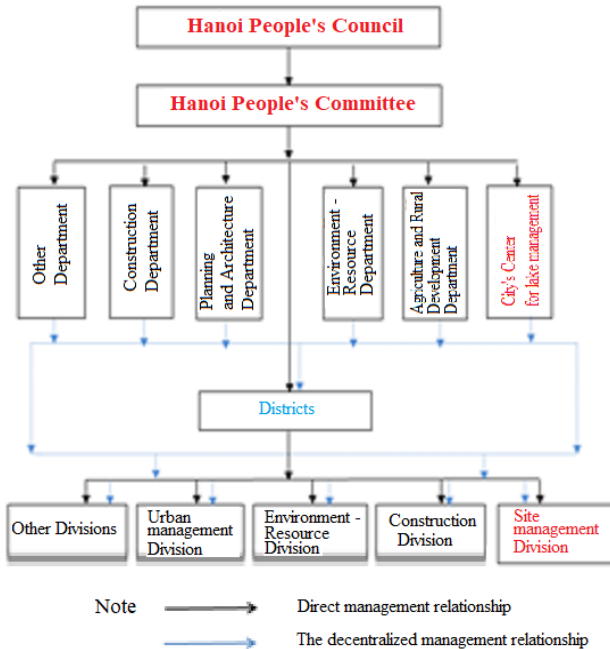 Hanoi People's Council
Hanoi People's Committee
Other
Department
Construction
Department
Planning
and Architecture
Department
Environment -
Resource
Department
Agriculture and Rural
Development
Department
City's Center
for lake management
Districts
Other Divisions
Urban
management
Division
Environment -
Resource
Division
Construction
Division
Site
management
Division
Note
Direct management relationship
The decentralized management relationship